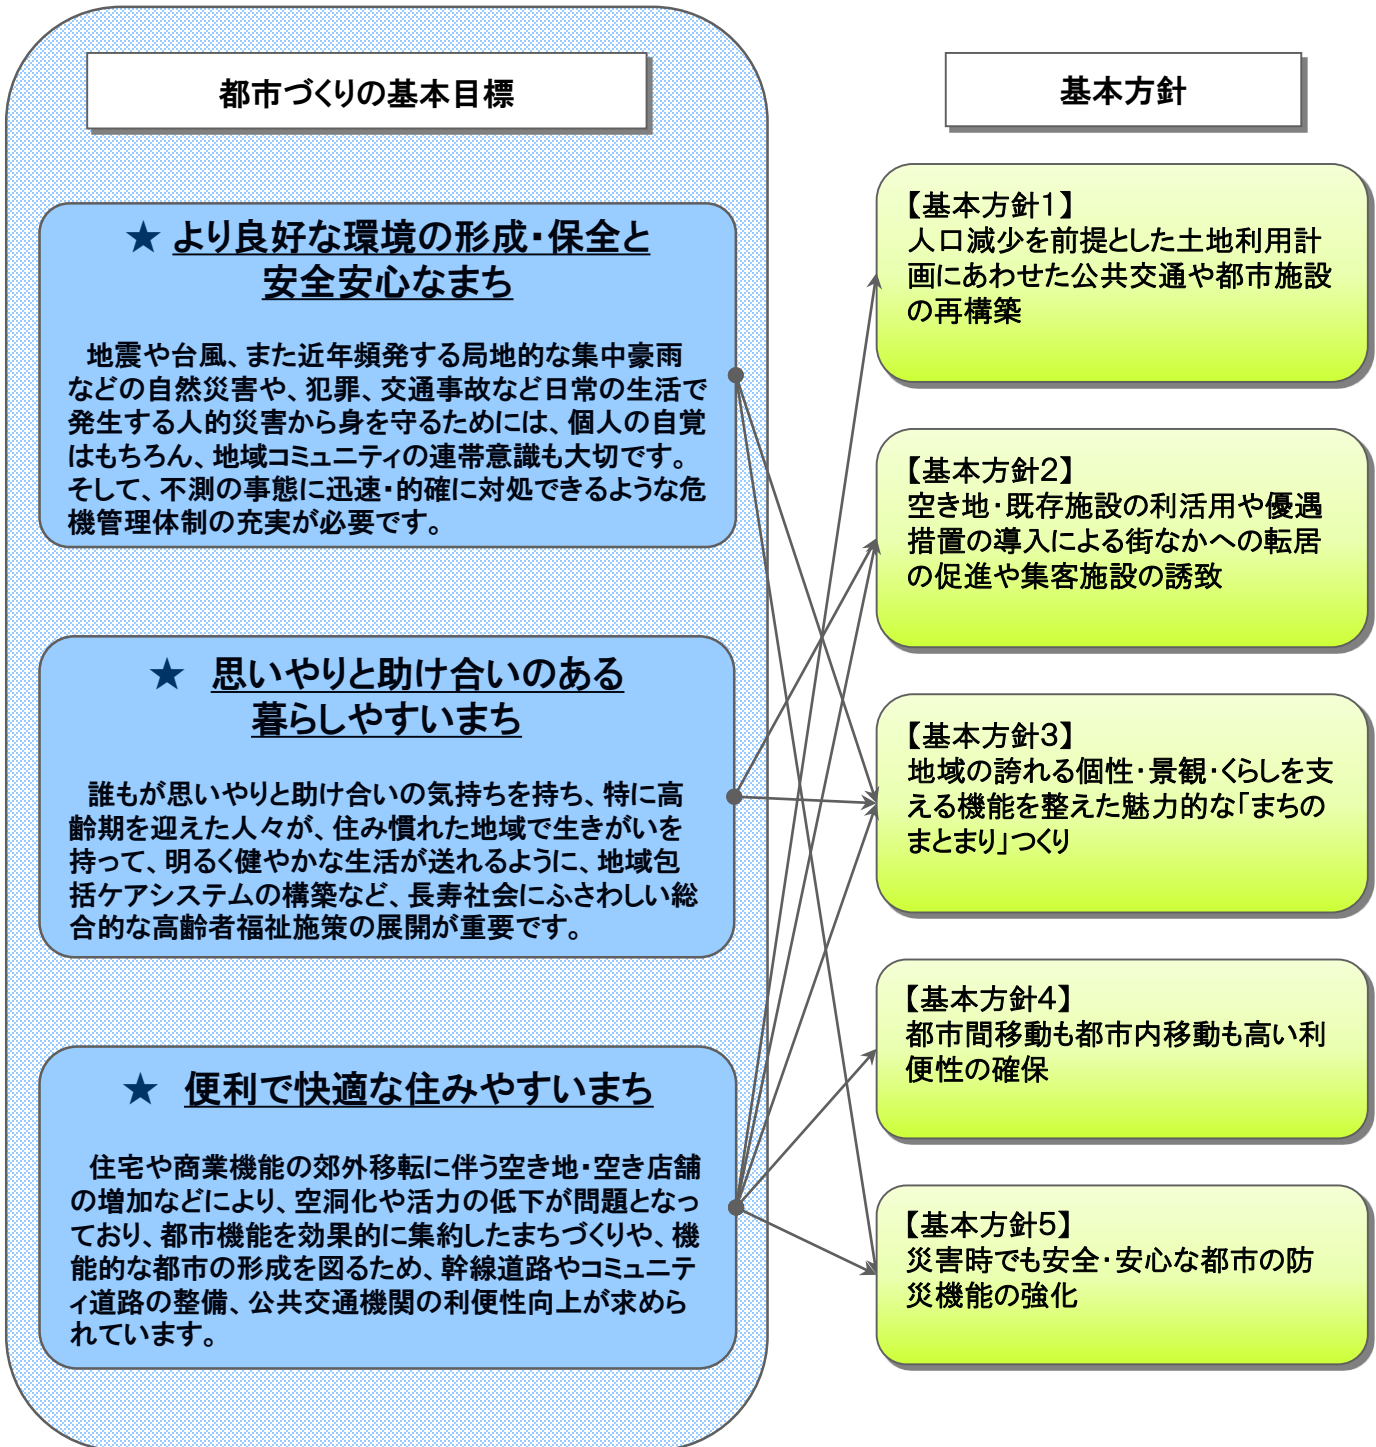 都市づくりの基本目標
★ より良好な環境の形成・保全と
安全安心なまち
地震や台風、また近年頻発する局地的な集中豪雨
などの自然災害や、犯罪、交通事故など日常の生活で
発生する人的災害から身を守るためには、個人の自覚
はもちろん、地域コミュニティの連帯意識も大切です。
そして、不測の事態に迅速・的確に対処できるような危
機管理体制の充実が必要です。
★ 思いやりと助け合いのある
暮らしやすいまち
誰もが思いやりと助け合いの気持ちを持ち、特に高
齢期を迎えた人々が、住み慣れた地域で生きがいを
持って、明るく健やかな生活が送れるように、地域包
括ケアシステムの構築など、長寿社会にふさわしい総
合的な高齢者福祉施策の展開が重要です。
★ 便利で快適な住みやすいまち
住宅や商業機能の郊外移転に伴う空き地・空き店舗
の増加などにより、空洞化や活力の低下が問題となっ
ており、都市機能を効果的に集約したまちづくりや、機
能的な都市の形成を図るため、幹線道路やコミュニテ
ィ道路の整備、公共交通機関の利便性向上が求めら
れています。
基本方針
【基本方針1】
人口減少を前提とした土地利用計
画にあわせた公共交通や都市施設
の再構築
【基本方針2】
空き地・既存施設の利活用や優遇
措置の導入による街なかへの転居
の促進や集客施設の誘致
【基本方針3】
地域の誇れる個性・景観・くらしを支
える機能を整えた魅力的な「まちの
まとまり」つくり
【基本方針4】
都市間移動も都市内移動も高い利
便性の確保
【基本方針5】
災害時でも安全・安心な都市の防
災機能の強化